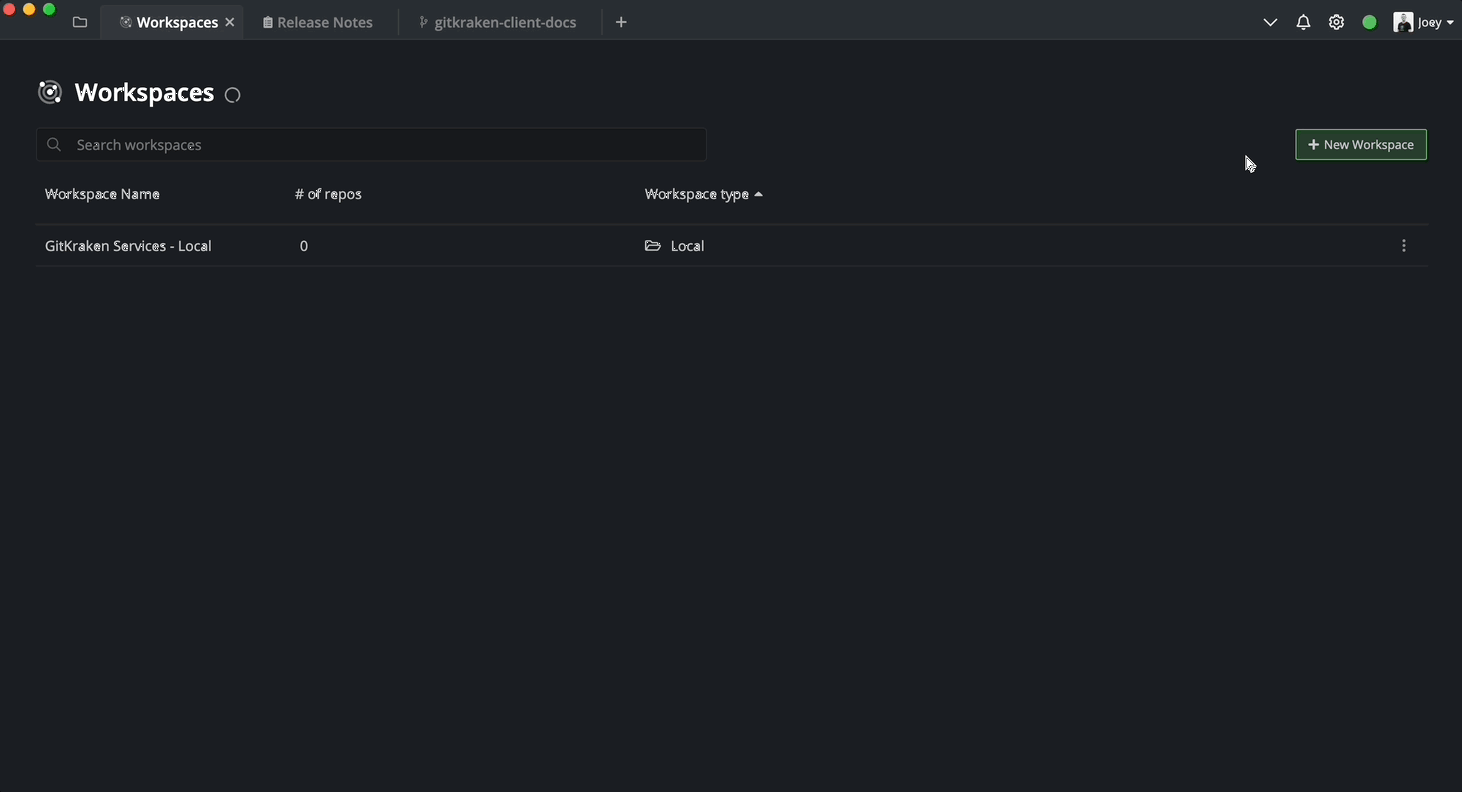 Workspaces Release Notes gitkraken-client-docs Joey
Workspaces
Search workspaces
+ New Workspace
Workspace Name # of repos Workspace type
GitKraken Services - Local 0 Local